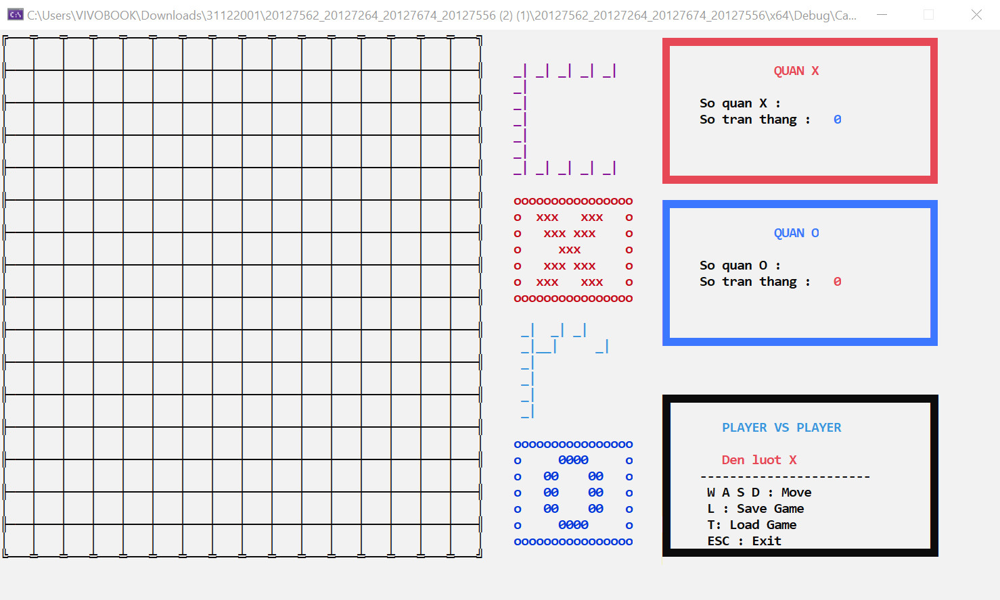 C:\Users\VIVOBOOK\Downloads\31122001\20127562_20127264_20127674_20127556 (2) (1)\20127562_20127264_20127674_20127556\x64\Debug\Ca...
_| _| _| _| _|
_|
_|
_|
_|
_|
_| _| _| _| _|
oooooooooooooooo
o  xxx   xxx   o
o   xxx xxx    o
o     xxx      o
o   xxx xxx    o
o  xxx   xxx   o
oooooooooooooooo
_|  _| _|
_|__|     _|
_|
_|
_|
_|
oooooooooooooooo
o     0000     o
o   00    00   o
o   00    00   o
o   00    00   o
o     0000     o
oooooooooooooooo
QUAN X
So quan X :
So tran thang :   0
QUAN O
So quan O :
So tran thang :   0
PLAYER VS PLAYER
Den luot X
-----------------------
W A S D : Move
L : Save Game
T: Load Game
ESC : Exit